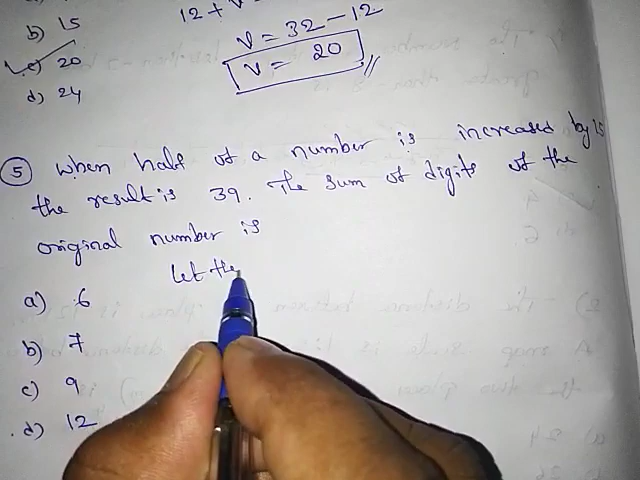 12 +
b) 15
V = 32 - 12
c) 20
V = 20
d) 24
5 When half of a number is increased by 15
the result is 39. The sum of digits of the
original number is
Let the
a) 6
b) 7
c) 9
d) 12